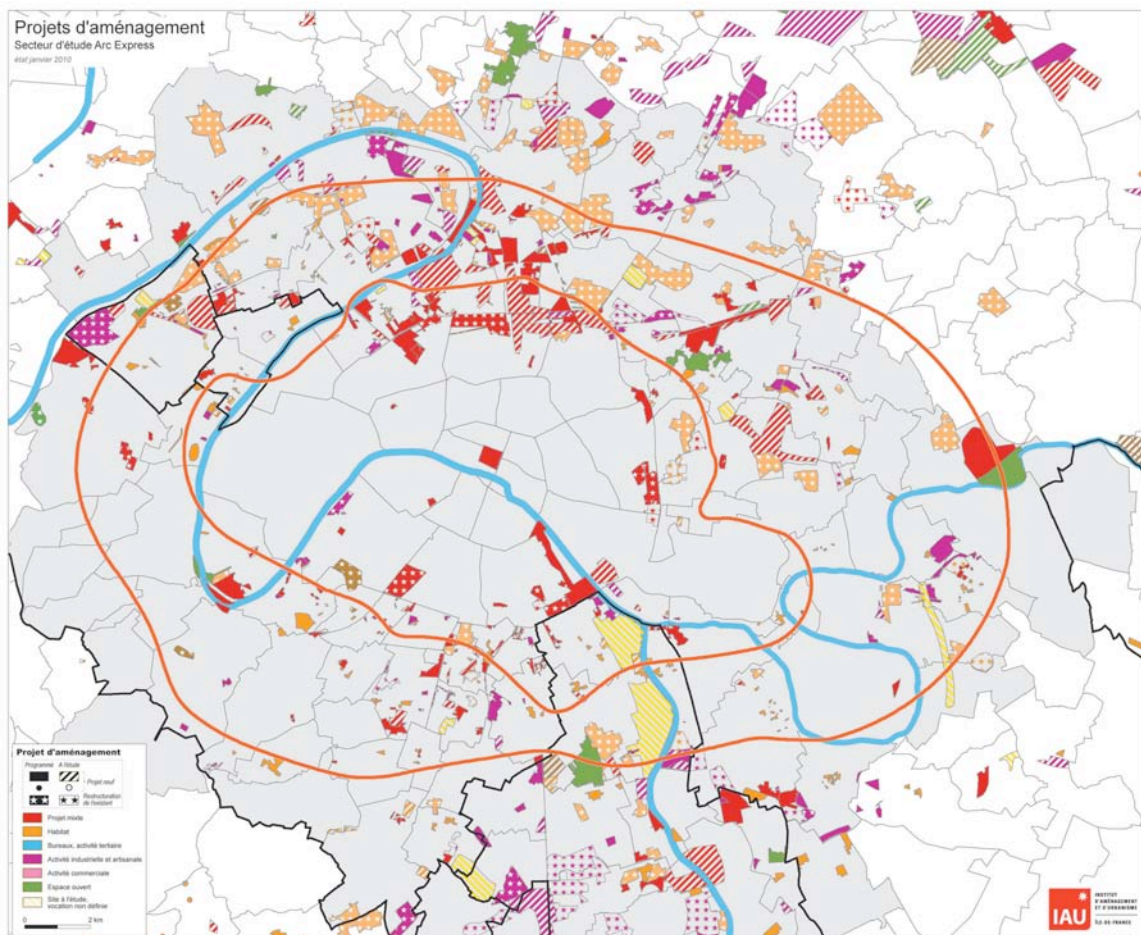 Projets d'aménagement
Secteur d'étude Arc Express
état janvier 2010
Projet d'aménagement
Programmé
A l'étude
Projet neuf
Restructuration
de l'existant
Projet mixte
Habitat
Bureaux, activité tertiaire
Activité industrielle et artisanale
Activité commerciale
Espace ouvert
Site à l'étude,
vocation non définie
0 2 km
IAU
INSTITUT
D'AMÉNAGEMENT
ET D'URBANISME
ÎLE-DE-FRANCE